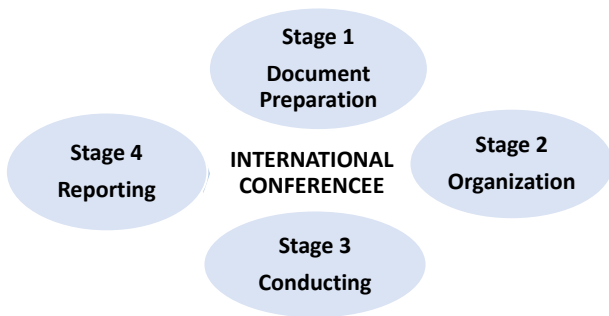 Stage 1
Document
Preparation
Stage 4
Reporting
INTERNATIONAL
CONFERENCEE
Stage 2
Organization
Stage 3
Conducting